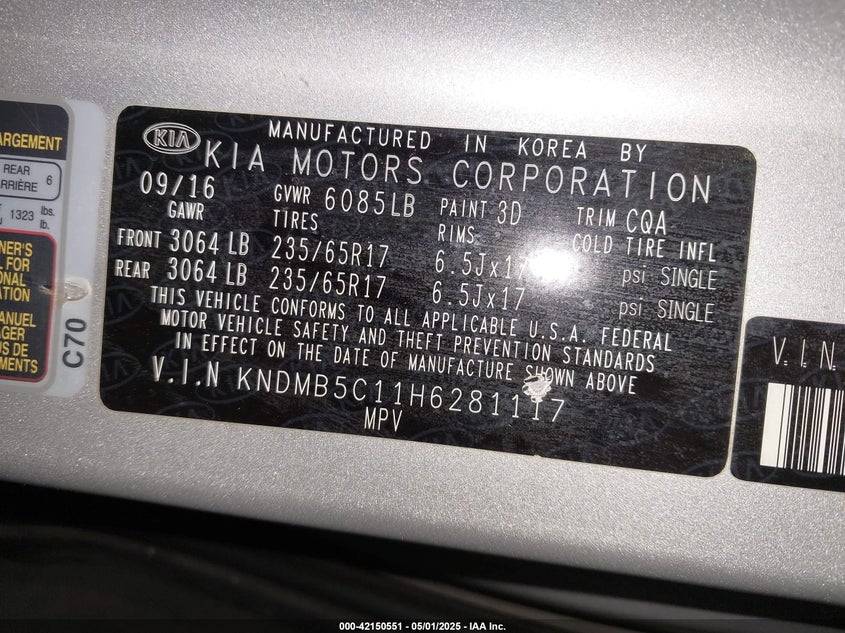 ARGEMENT
REAR
RRIÈRE 6
1323 lbs.
lb.
NER'S
L FOR
ONAL
ATION
MANUEL
AGER
US DE
MENTS
C70
KIA
MANUFACTURED IN KOREA BY
KIA MOTORS CORPORATION
09/16 GVWR 6085LB PAINT 3D TRIM CQA
GAWR TIRES RIMS COLD TIRE INFL
FRONT 3064 LB 235/65R17 6.5Jx17 psi SINGLE
REAR 3064 LB 235/65R17 6.5Jx17 psi SINGLE
THIS VEHICLE CONFORMS TO ALL APPLICABLE U.S.A. FEDERAL
MOTOR VEHICLE SAFETY AND THEFT PREVENTION STANDARDS
IN EFFECT ON THE DATE OF MANUFACTURE SHOWN ABOVE
V.I.N KNDMB5C11H6281117
MPV
V.I.N
000-42150551 - 05/01/2025 - IAA Inc.